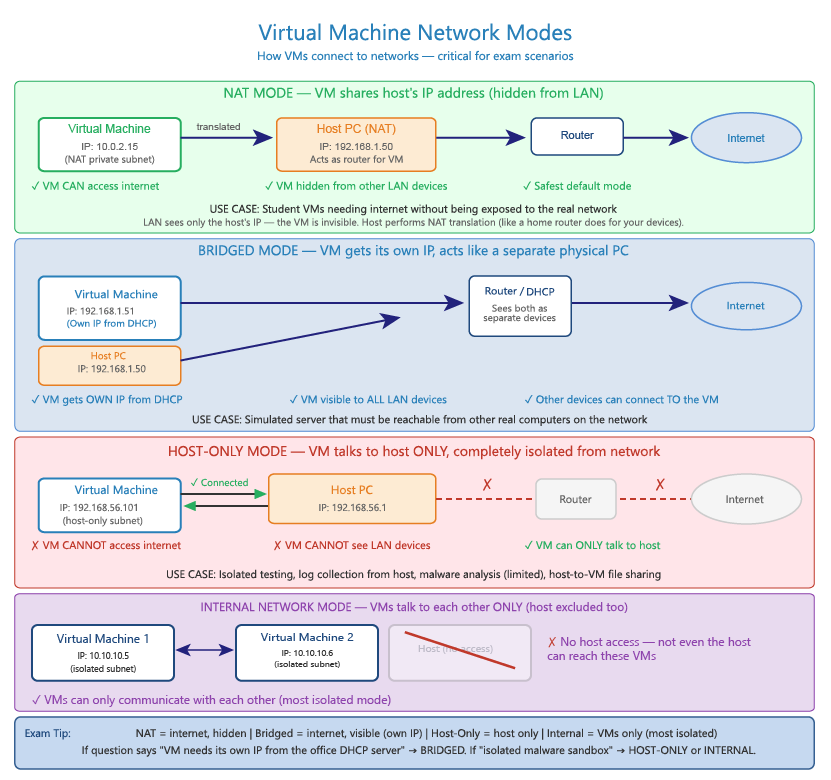 Virtual Machine Network Modes
How VMs connect to networks — critical for exam scenarios
NAT MODE — VM shares host's IP address (hidden from LAN)
Virtual Machine
IP: 10.0.2.15
(NAT private subnet)
translated
Host PC (NAT)
IP: 192.168.1.50
Acts as router for VM
Router
Internet
✓ VM CAN access internet
✓ VM hidden from other LAN devices
✓ Safest default mode
USE CASE: Student VMs needing internet without being exposed to the real network
LAN sees only the host's IP — the VM is invisible. Host performs NAT translation (like a home router does for your devices).
BRIDGED MODE — VM gets its own IP, acts like a separate physical PC
Virtual Machine
IP: 192.168.1.51
(Own IP from DHCP)
Host PC
IP: 192.168.1.50
Router / DHCP
Sees both as
separate devices
Internet
✓ VM gets OWN IP from DHCP
✓ VM visible to ALL LAN devices
✓ Other devices can connect TO the VM
USE CASE: Simulated server that must be reachable from other real computers on the network
HOST-ONLY MODE — VM talks to host ONLY, completely isolated from network
Virtual Machine
IP: 192.168.56.101
(host-only subnet)
✓ Connected
Host PC
IP: 192.168.56.1
✗
Router
✗
Internet
✗ VM CANNOT access internet
✗ VM CANNOT see LAN devices
✓ VM can ONLY talk to host
USE CASE: Isolated testing, log collection from host, malware analysis (limited), host-to-VM file sharing
INTERNAL NETWORK MODE — VMs talk to each other ONLY (host excluded too)
Virtual Machine 1
IP: 10.10.10.5
(isolated subnet)
Virtual Machine 2
IP: 10.10.10.6
(isolated subnet)
Host (no access)
✗ No host access — not even the host
can reach these VMs
✓ VMs can only communicate with each other (most isolated mode)
Exam Tip: NAT = internet, hidden | Bridged = internet, visible (own IP) | Host-Only = host only | Internal = VMs only (most isolated)
If question says "VM needs its own IP from the office DHCP server" → BRIDGED. If "isolated malware sandbox" → HOST-ONLY or INTERNAL.